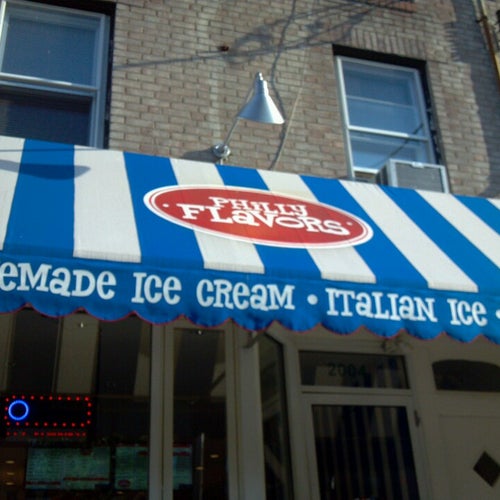 PHILLY
FLAVORS
EMADE ICE CREAM • ITALIAN ICE •
2004